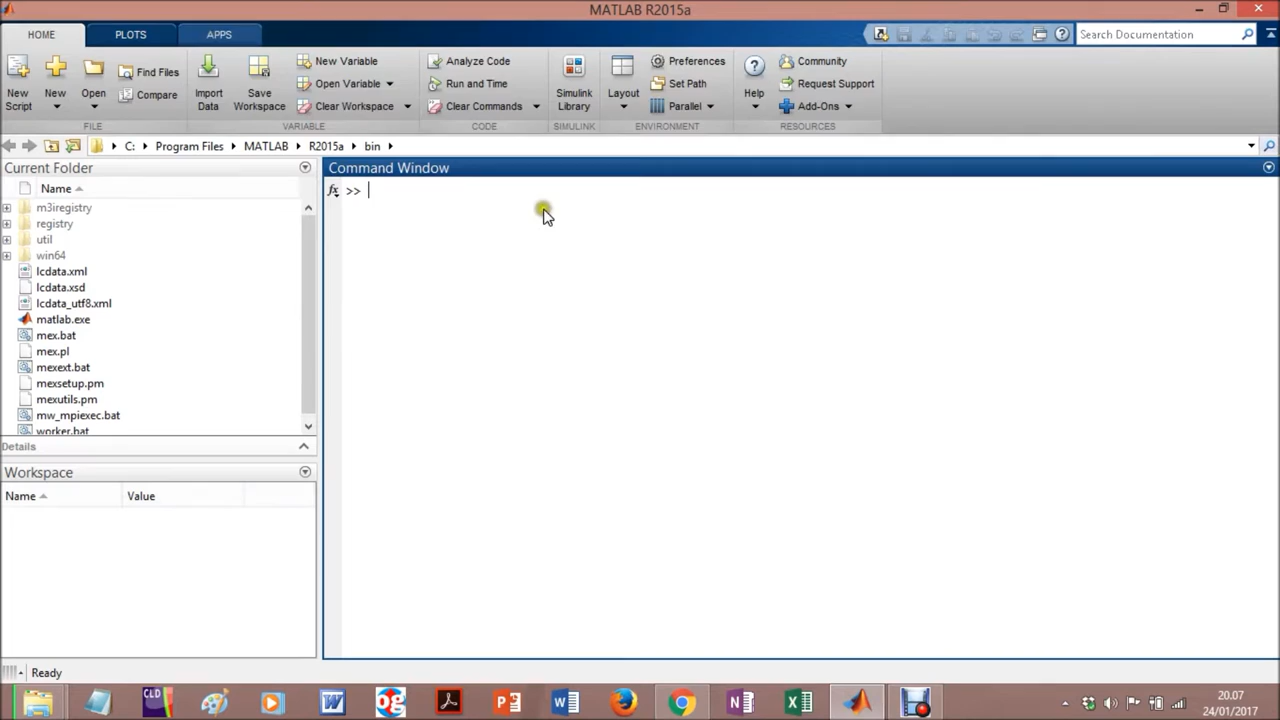 MATLAB R2015a
HOME PLOTS APPS Search Documentation
New Script New Open Find Files Compare Import Data Save Workspace New Variable Open Variable Clear Workspace Analyze Code Run and Time Clear Commands Simulink Library Layout Preferences Set Path Parallel Help Community Request Support Add-Ons
FILE VARIABLE CODE SIMULINK ENVIRONMENT RESOURCES
C: Program Files MATLAB R2015a bin
Current Folder
Name
m3iregistry
registry
util
win64
lcdata.xml
lcdata.xsd
lcdata_utf8.xml
matlab.exe
mex.bat
mex.pl
mexext.bat
mexsetup.pm
mexutils.pm
mw_mpiexec.bat
worker.bat
Details
Workspace
Name Value
Command Window
fx >>
Ready
CLD
og
20.07
24/01/2017